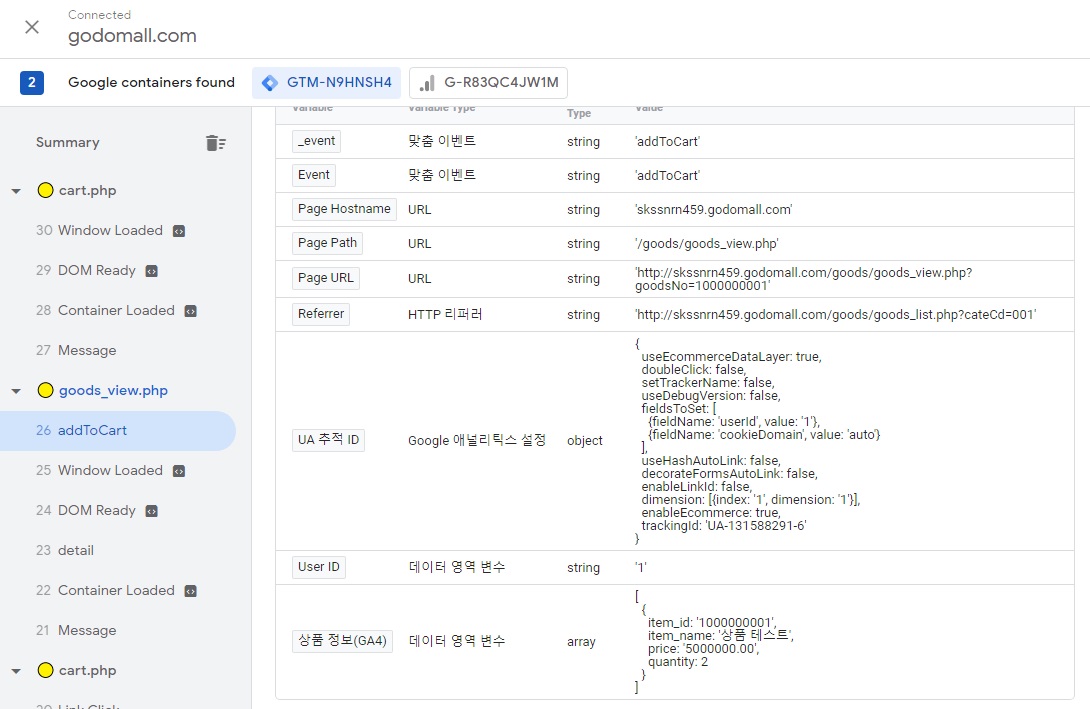 Connected
godomall.com
2
Google containers found
GTM-N9HNSH4
G-R83QC4JW1M
Summary
cart.php
30 Window Loaded
29 DOM Ready
28 Container Loaded
27 Message
goods_view.php
26 addToCart
25 Window Loaded
24 DOM Ready
23 detail
22 Container Loaded
21 Message
cart.php
20 Link Click
Variable Variable Type Type Value
_event 맞춤 이벤트 string 'addToCart'
Event 맞춤 이벤트 string 'addToCart'
Page Hostname URL string 'skssnrn459.godomall.com'
Page Path URL string '/goods/goods_view.php'
Page URL URL string 'http://skssnrn459.godomall.com/goods/goods_view.php?
goodsNo=1000000001'
Referrer HTTP 리퍼러 string 'http://skssnrn459.godomall.com/goods/goods_list.php?cateCd=001'
UA 추적 ID Google 애널리틱스 설정 object
{
useEcommerceDataLayer: true,
doubleClick: false,
setTrackerName: false,
useDebugVersion: false,
fieldsToSet: [
{fieldName: 'userId', value: '1'},
{fieldName: 'cookieDomain', value: 'auto'}
],
useHashAutoLink: false,
decorateFormsAutoLink: false,
enableLinkId: false,
dimension: [{index: '1', dimension: '1'}],
enableEcommerce: true,
trackingId: 'UA-131588291-6'
}
User ID 데이터 영역 변수 string '1'
상품 정보(GA4) 데이터 영역 변수 array
[
{
item_id: '1000000001',
item_name: '상품 테스트',
price: '5000000.00',
quantity: 2
}
]